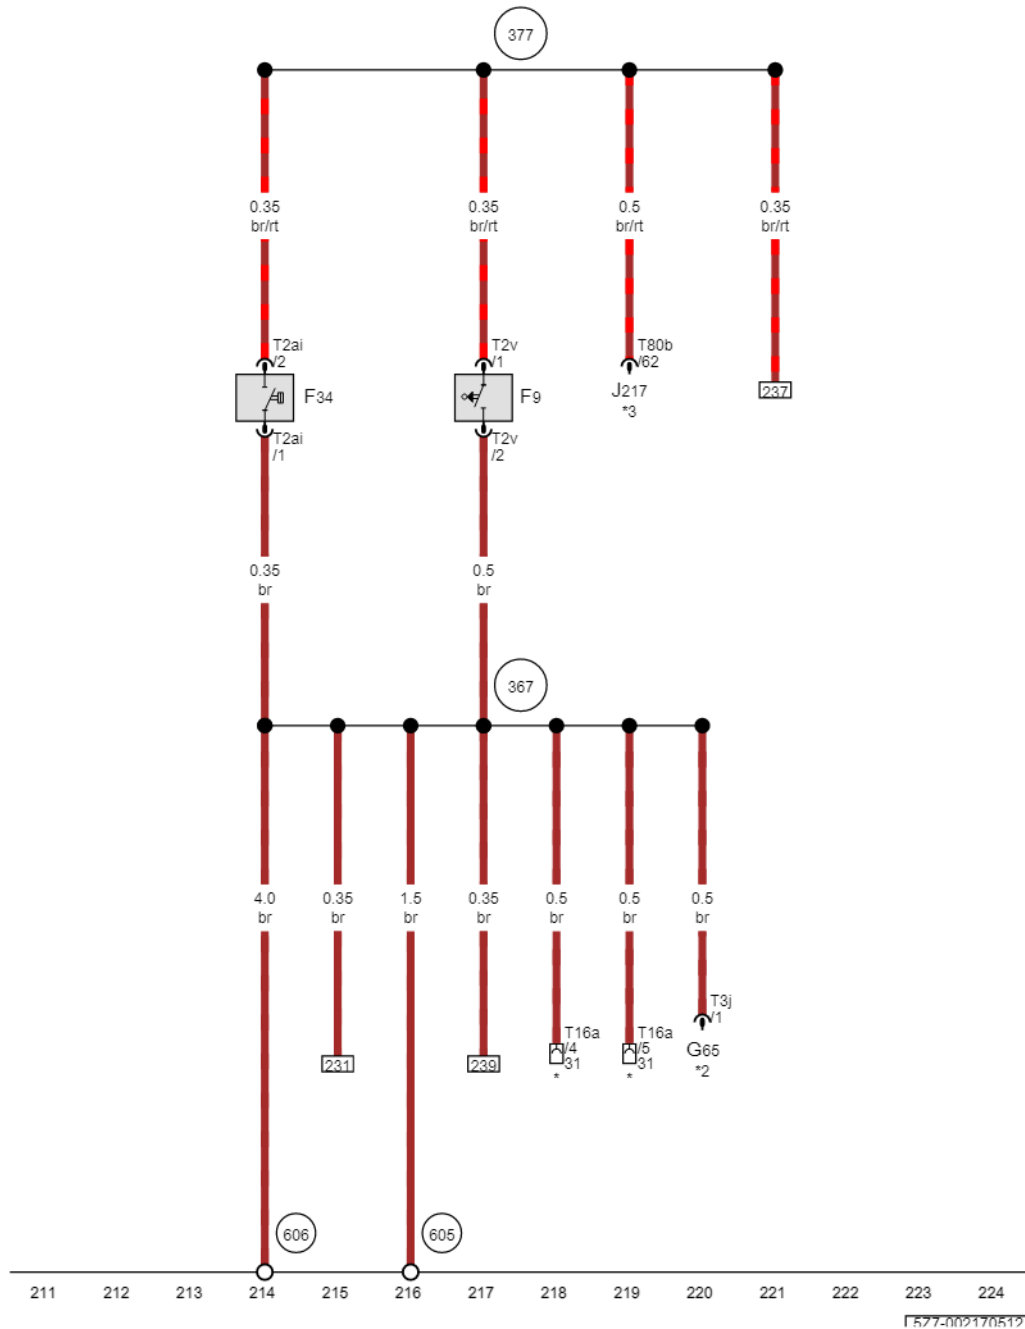 377
0.35
br/rt
0.35
br/rt
0.5
br/rt
0.35
br/rt
T2ai
/2
T2v
/1
T80b
/62
F34
F9
J217
*3
237
T2ai
/1
T2v
/2
0.35
br
0.5
br
367
4.0
br
0.35
br
1.5
br
0.35
br
0.5
br
0.5
br
0.5
br
T16a
/4
31
*
T16a
/5
31
*
T3j
/1
G65
*2
231
239
606
605
211 212 213 214 215 216 217 218 219 220 221 222 223 224
5Z7-002170512